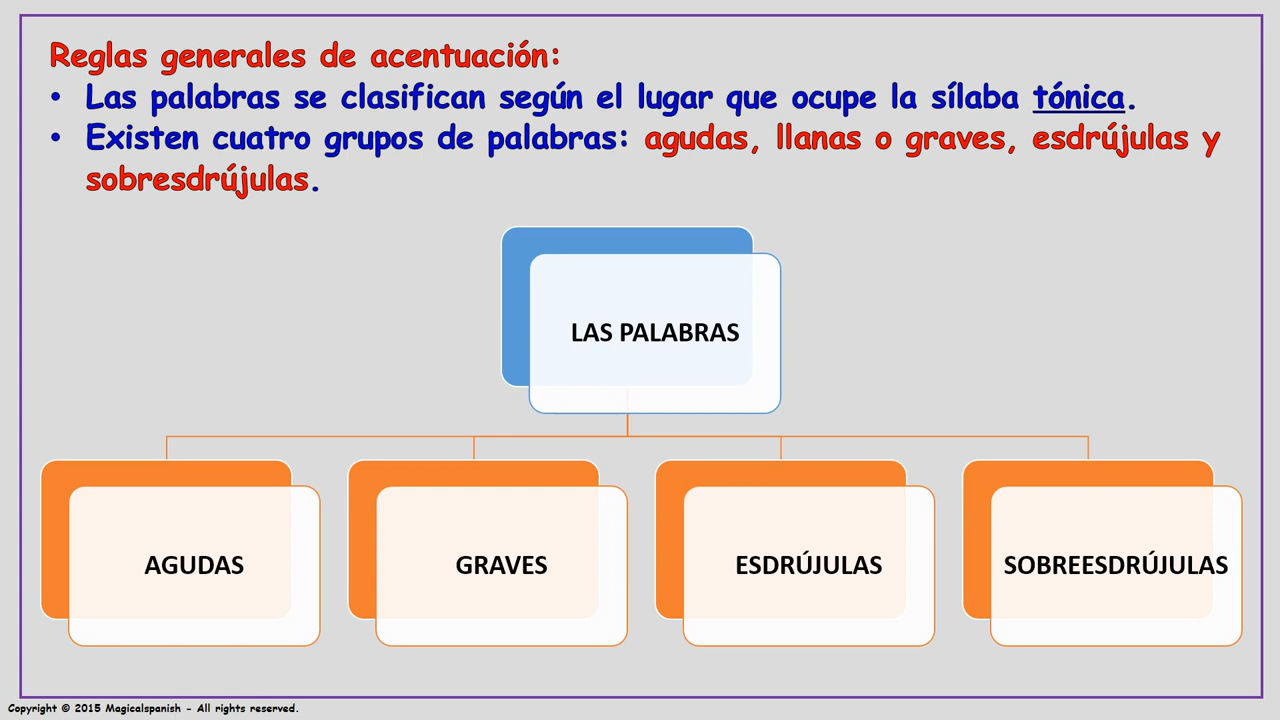 Reglas generales de acentuación:
• Las palabras se clasifican según el lugar que ocupe la sílaba tónica.
• Existen cuatro grupos de palabras: agudas, llanas o graves, esdrújulas y
sobresdrújulas.
LAS PALABRAS
AGUDAS
GRAVES
ESDRÚJULAS
SOBREESDRÚJULAS
Copyright © 2015 Magicalspanish - All rights reserved.